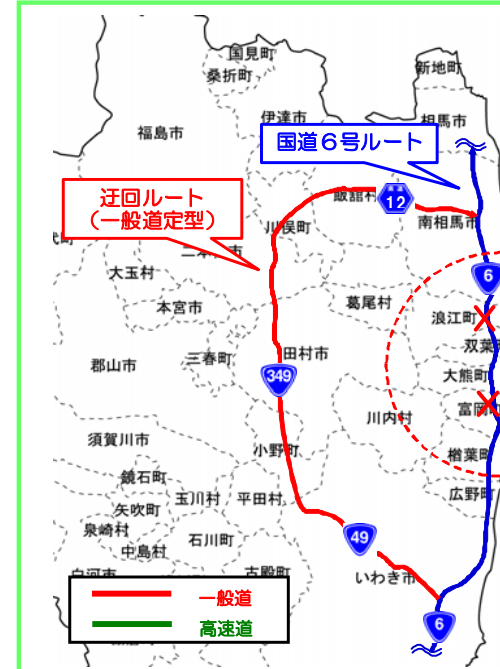 国見町
桑折町
新地町
伊達市
相馬市
福島市
国道６号ルート
迂回ルート
（一般道定型）
飯舘村
12
南相馬市
川俣町
二本松市
大玉村
6
本宮市
葛尾村
浪江町
双葉
郡山市
三春町
田村市
大熊町
349
富岡
川内村
須賀川市
小野町
楢葉町
鏡石町
玉川村
平田村
広野町
矢吹町
泉崎村
石川町
中島村
49
古殿町
いわき市
白河市
一般道
6
高速道